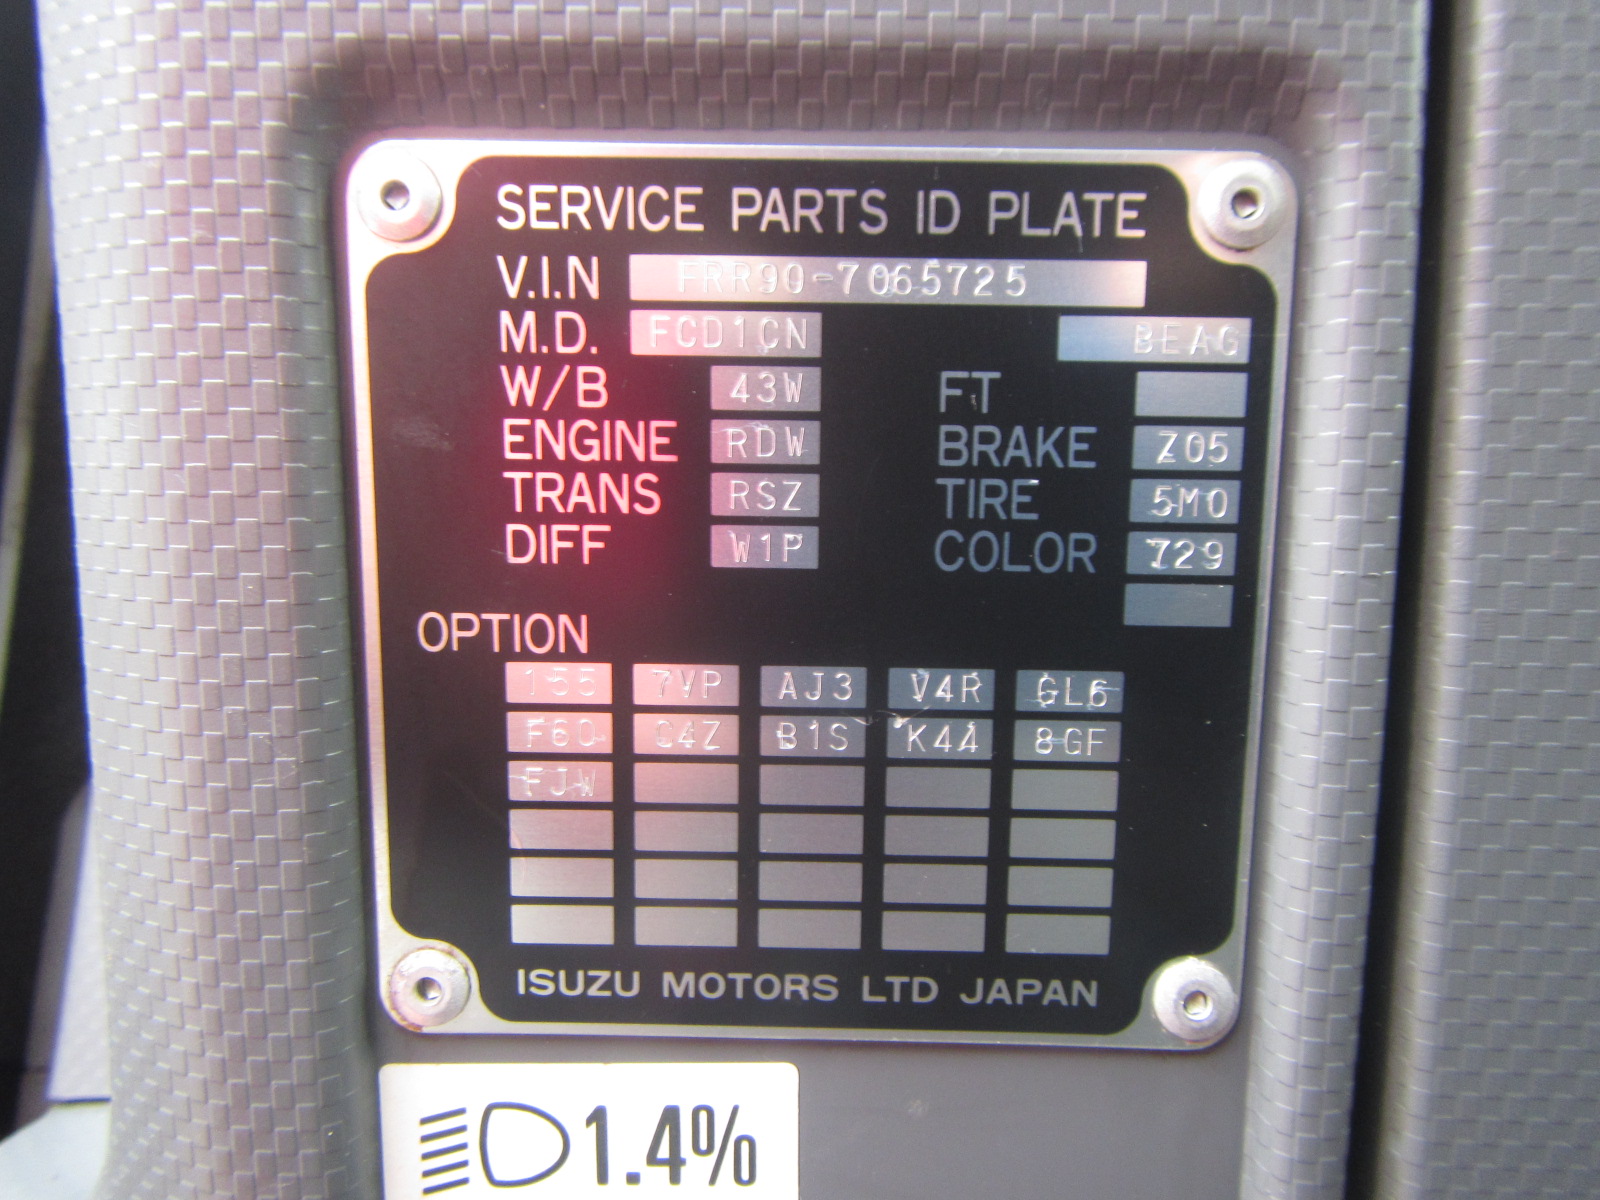 SERVICE PARTS ID PLATE
V.I.N FRR90-7065725
M.D. FCD1CN BEAG
W/B 43W FT
ENGINE RDW BRAKE Z05
TRANS RSZ TIRE 5M0
DIFF W1P COLOR 729
OPTION
155 7VP AJ3 V4R GL6
F60 C4Z B1S K44 8GF
FJW
ISUZU MOTORS LTD JAPAN
1.4%